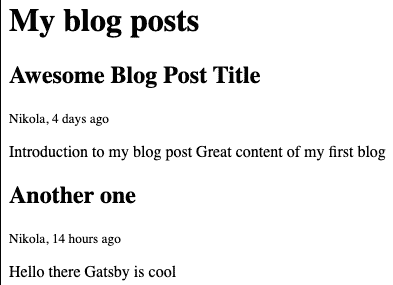 My blog posts
Awesome Blog Post Title
Nikola, 4 days ago
Introduction to my blog post Great content of my first blog
Another one
Nikola, 14 hours ago
Hello there Gatsby is cool